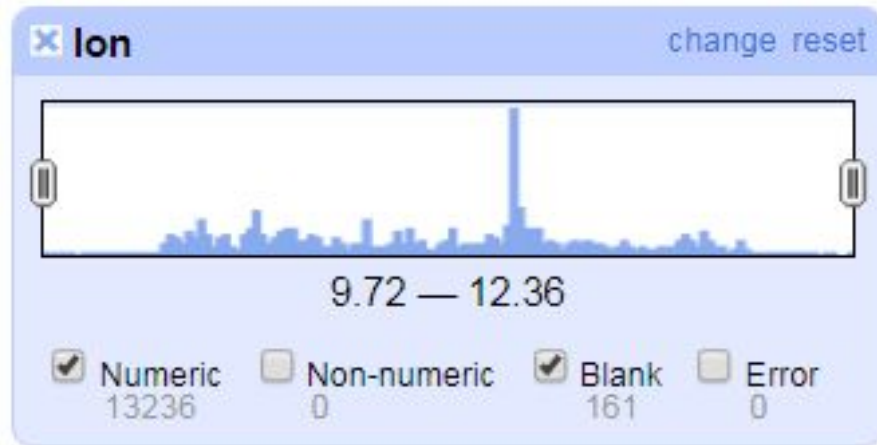 lon change reset
9.72 — 12.36
Numeric Non-numeric Blank Error
13236 0 161 0